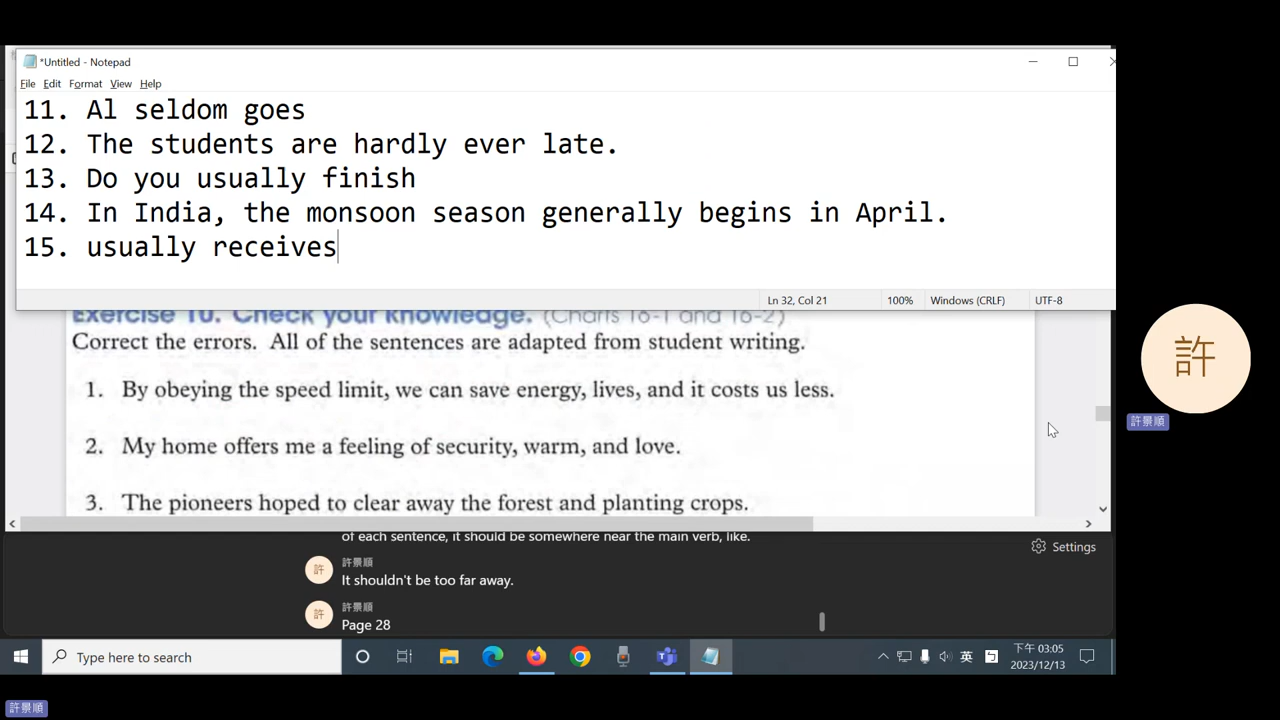 *Untitled - Notepad
File Edit Format View Help
11. Al seldom goes
12. The students are hardly ever late.
13. Do you usually finish
14. In India, the monsoon season generally begins in April.
15. usually receives
Ln 32, Col 21 100% Windows (CRLF) UTF-8
Exercise 10. Check your knowledge. (Charts 16-1 and 16-2)
Correct the errors. All of the sentences are adapted from student writing.
1. By obeying the speed limit, we can save energy, lives, and it costs us less.
2. My home offers me a feeling of security, warm, and love.
3. The pioneers hoped to clear away the forest and planting crops.
許
許景順
of each sentence, it should be somewhere near the main verb, like.
Settings
許景順
許
It shouldn't be too far away.
許景順
許
Page 28
Type here to search
英
下午 03:05
2023/12/13
許景順